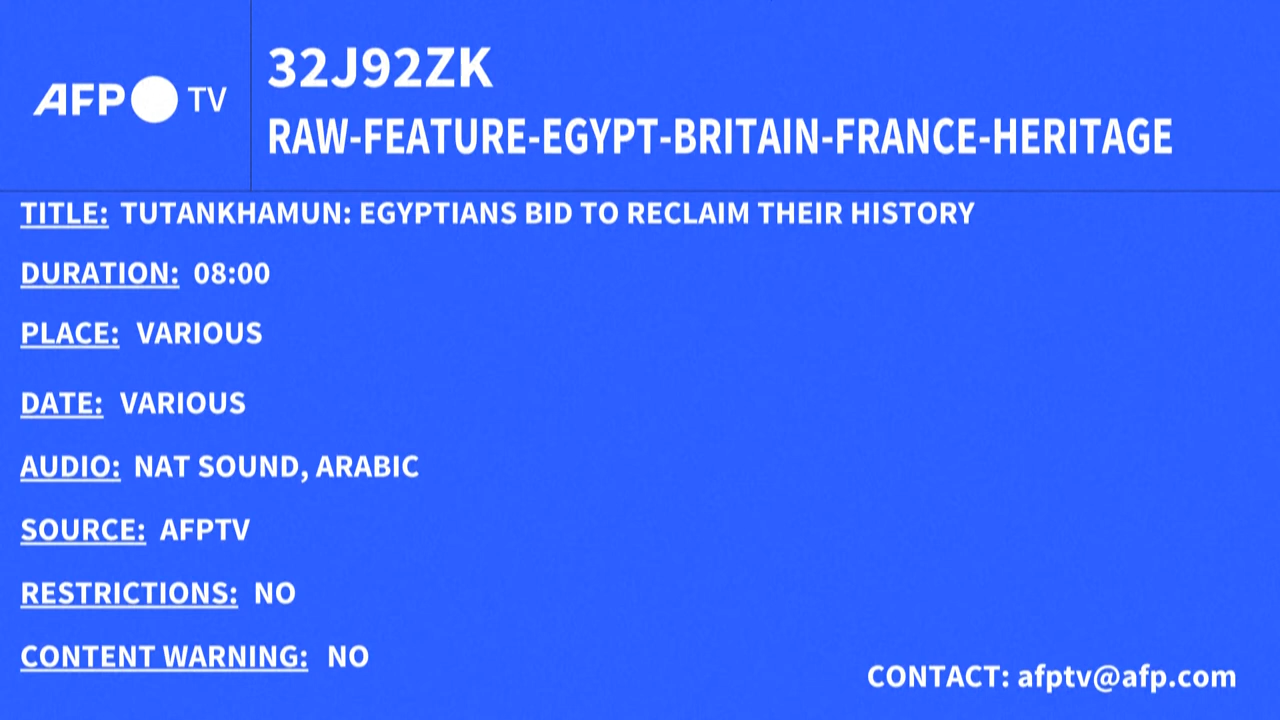 AFP TV
32J92ZK
RAW-FEATURE-EGYPT-BRITAIN-FRANCE-HERITAGE
TITLE: TUTANKHAMUN: EGYPTIANS BID TO RECLAIM THEIR HISTORY
DURATION: 08:00
PLACE: VARIOUS
DATE: VARIOUS
AUDIO: NAT SOUND, ARABIC
SOURCE: AFPTV
RESTRICTIONS: NO
CONTENT WARNING: NO
CONTACT: afptv@afp.com